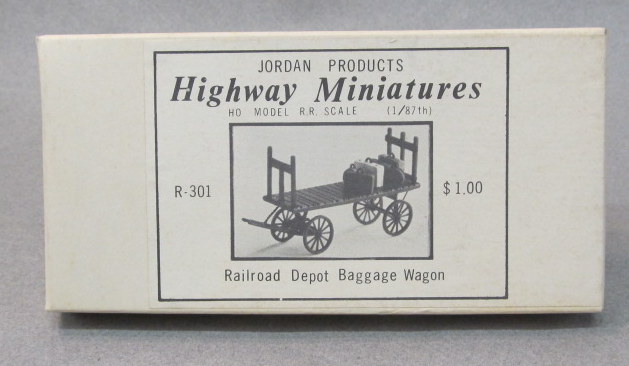 JORDAN PRODUCTS
Highway Miniatures
HO MODEL R.R. SCALE (1/87th)
R-301
$1.00
Railroad Depot Baggage Wagon